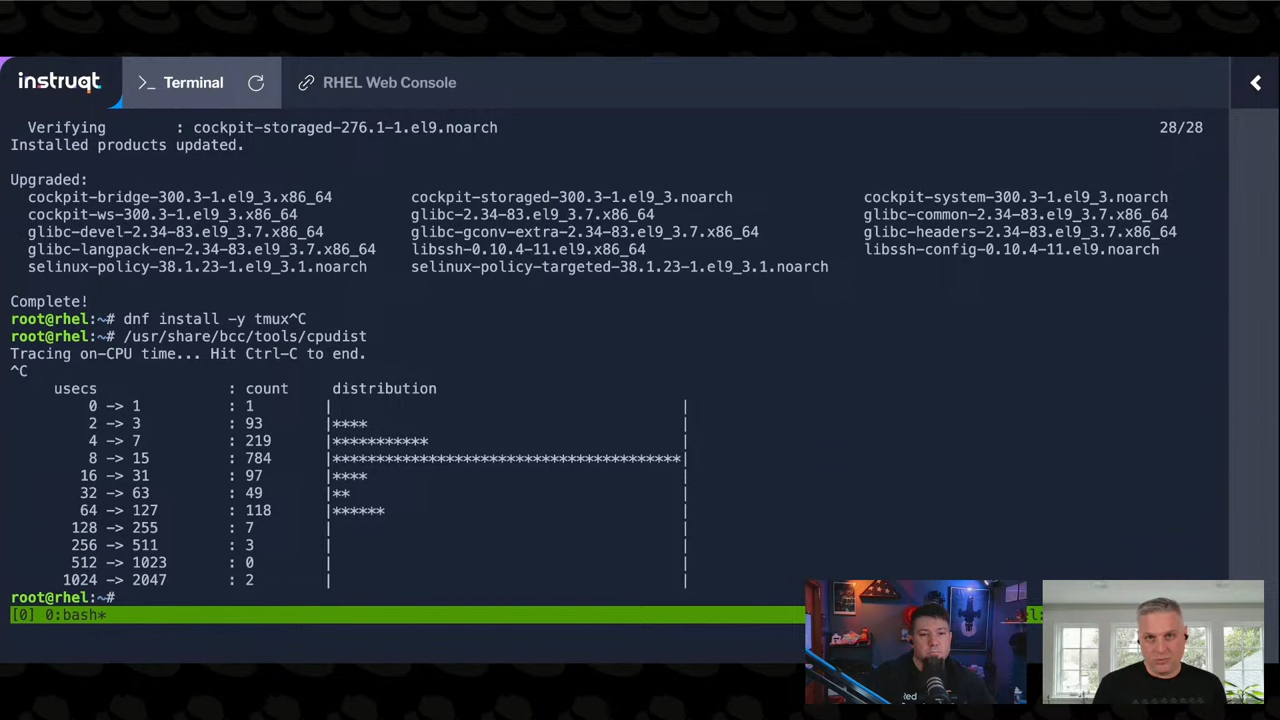 instruqt >_ Terminal RHEL Web Console
Verifying : cockpit-storaged-276.1-1.el9.noarch 28/28
Installed products updated.
Upgraded:
cockpit-bridge-300.3-1.el9_3.x86_64 cockpit-storaged-300.3-1.el9_3.noarch cockpit-system-300.3-1.el9_3.noarch
cockpit-ws-300.3-1.el9_3.x86_64 glibc-2.34-83.el9_3.7.x86_64 glibc-common-2.34-83.el9_3.7.x86_64
glibc-devel-2.34-83.el9_3.7.x86_64 glibc-gconv-extra-2.34-83.el9_3.7.x86_64 glibc-headers-2.34-83.el9_3.7.x86_64
glibc-langpack-en-2.34-83.el9_3.7.x86_64 libssh-0.10.4-11.el9.x86_64 libssh-config-0.10.4-11.el9.noarch
selinux-policy-38.1.23-1.el9_3.1.noarch selinux-policy-targeted-38.1.23-1.el9_3.1.noarch
Complete!
root@rhel:~# dnf install -y tmux^C
root@rhel:~# /usr/share/bcc/tools/cpudist
Tracing on-CPU time... Hit Ctrl-C to end.
^C
usecs : count distribution
0 -> 1 : 1 | |
2 -> 3 : 93 |**** |
4 -> 7 : 219 |*********** |
8 -> 15 : 784 |****************************************|
16 -> 31 : 97 |**** |
32 -> 63 : 49 |** |
64 -> 127 : 118 |****** |
128 -> 255 : 7 | |
256 -> 511 : 3 | |
512 -> 1023 : 0 | |
1024 -> 2047 : 2 | |
root@rhel:~#
[0] 0:bash*
Red